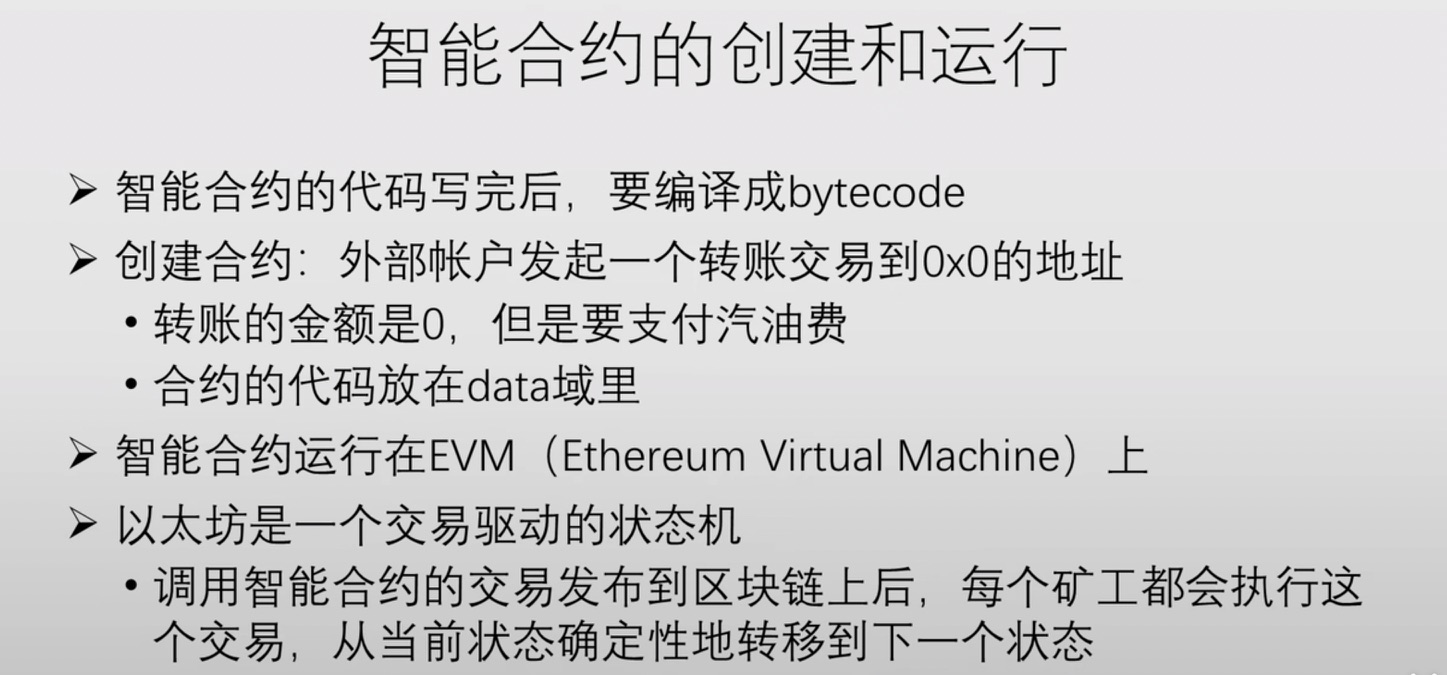 智能合约的创建和运行
➢ 智能合约的代码写完后，要编译成bytecode
➢ 创建合约：外部帐户发起一个转账交易到0x0的地址
• 转账的金额是0，但是要支付汽油费
• 合约的代码放在data域里
➢ 智能合约运行在EVM（Ethereum Virtual Machine）上
➢ 以太坊是一个交易驱动的状态机
• 调用智能合约的交易发布到区块链上后，每个矿工都会执行这
个交易，从当前状态确定性地转移到下一个状态